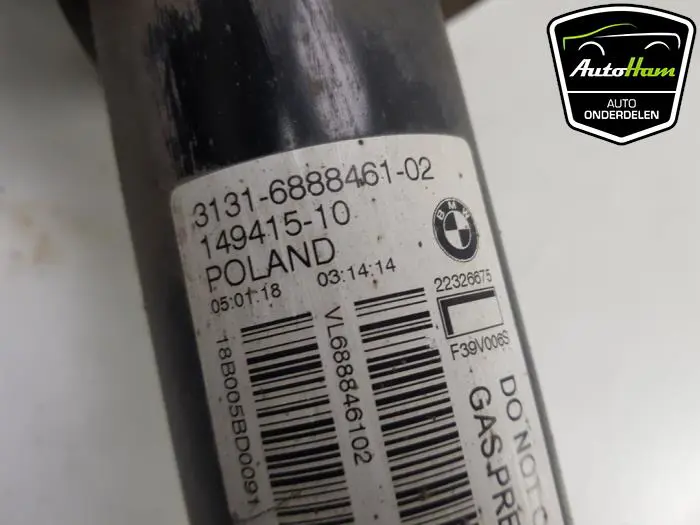 AutoHam
AUTO
ONDERDELEN
3131-6888461-02
149415-10
POLAND
05.01.18 03:14:14
BMW
22326675
F39V006S
18B005BD0091
VL688846102
DO NOT
GAS PRE